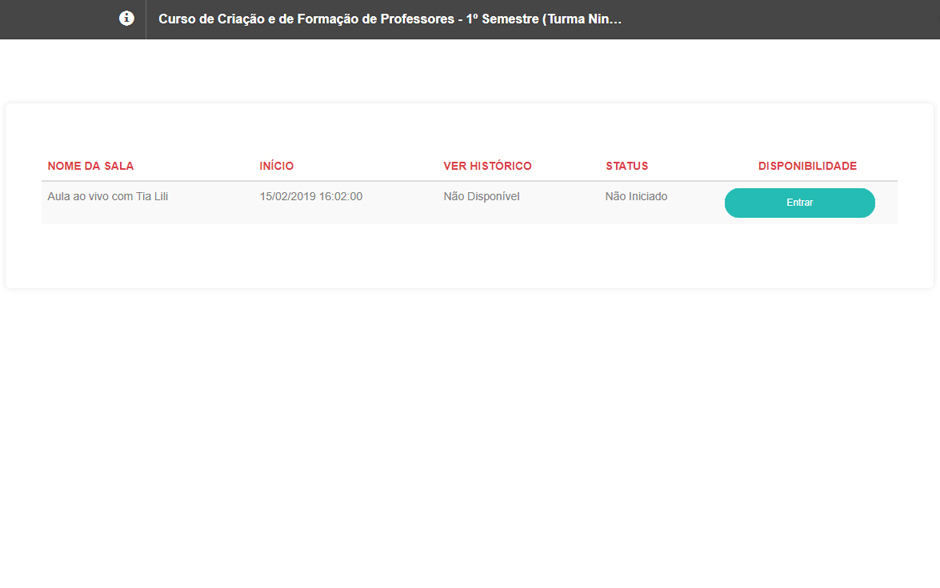 Curso de Criação e de Formação de Professores - 1º Semestre (Turma Nin...
NOME DA SALA INÍCIO VER HISTÓRICO STATUS DISPONIBILIDADE
Aula ao vivo com Tia Lili 15/02/2019 16:02:00 Não Disponível Não Iniciado Entrar